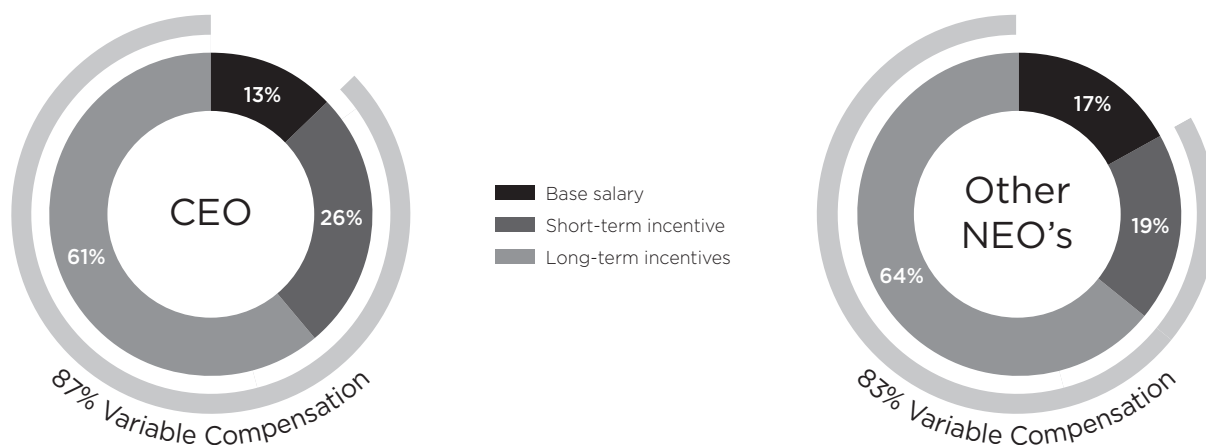 13%
26%
61%
CEO
87% Variable Compensation
Base salary
Short-term incentive
Long-term incentives
17%
19%
64%
Other
NEO's
83% Variable Compensation